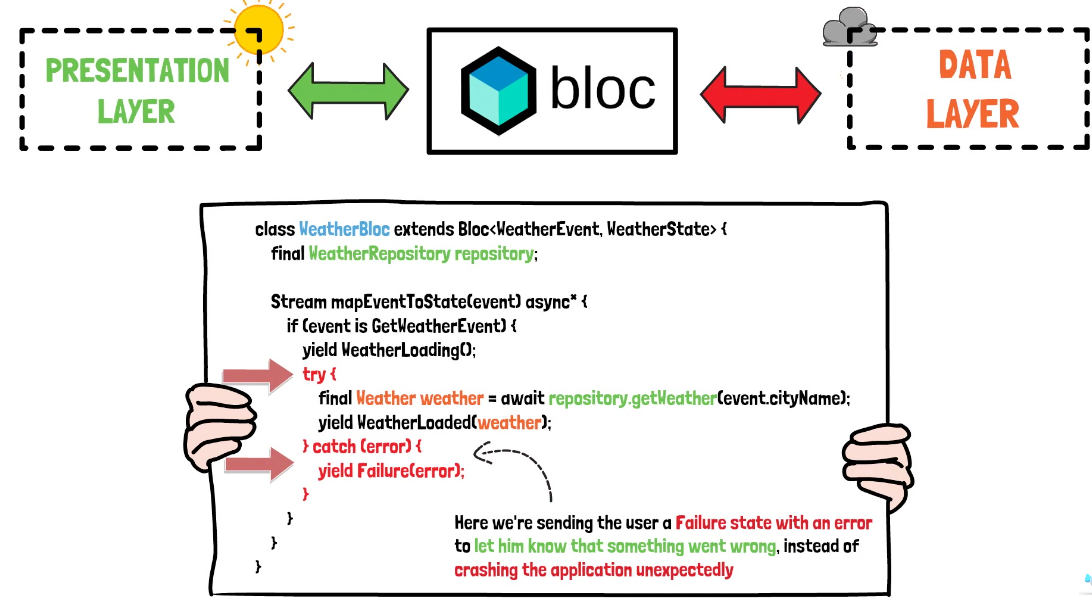 PRESENTATION
LAYER
bloc
DATA
LAYER
class WeatherBloc extends Bloc<WeatherEvent, WeatherState> {
final WeatherRepository repository;
Stream mapEventToState(event) async* {
if (event is GetWeatherEvent) {
yield WeatherLoading();
try {
final Weather weather = await repository.getWeather(event.cityName);
yield WeatherLoaded(weather);
} catch (error) {
yield Failure(error);
}
}
}
}
Here we're sending the user a Failure state with an error
to let him know that something went wrong, instead of
crashing the application unexpectedly